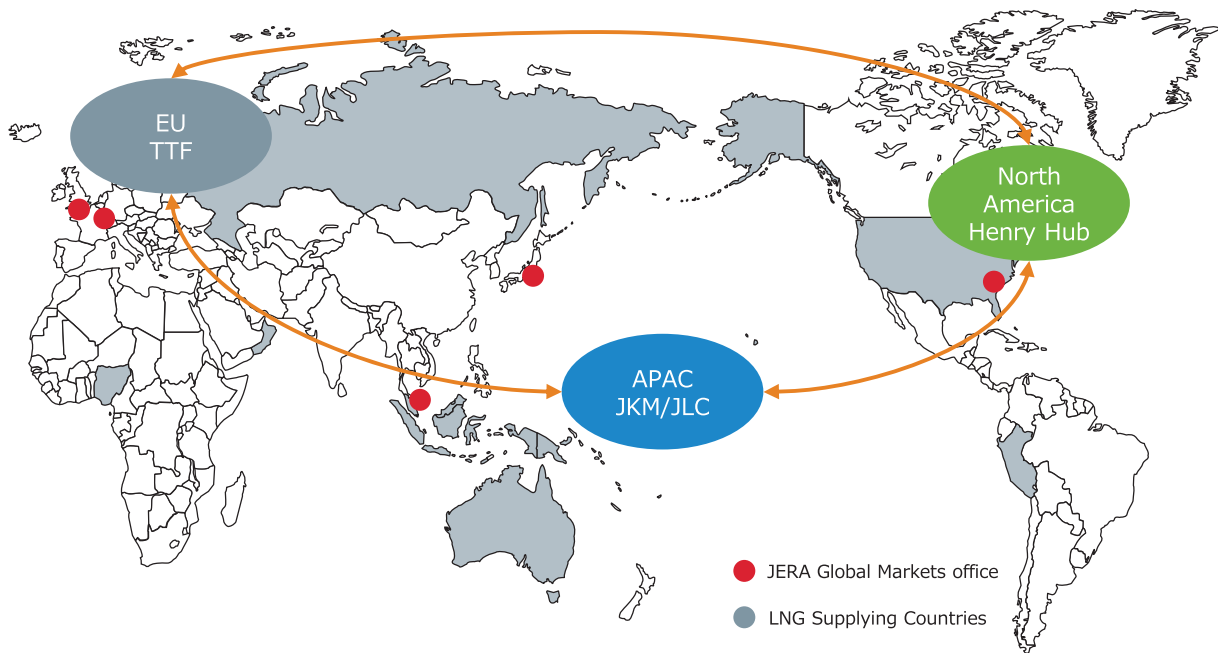 EU
TTF
North
America
Henry Hub
APAC
JKM/JLC
JERA Global Markets office
LNG Supplying Countries